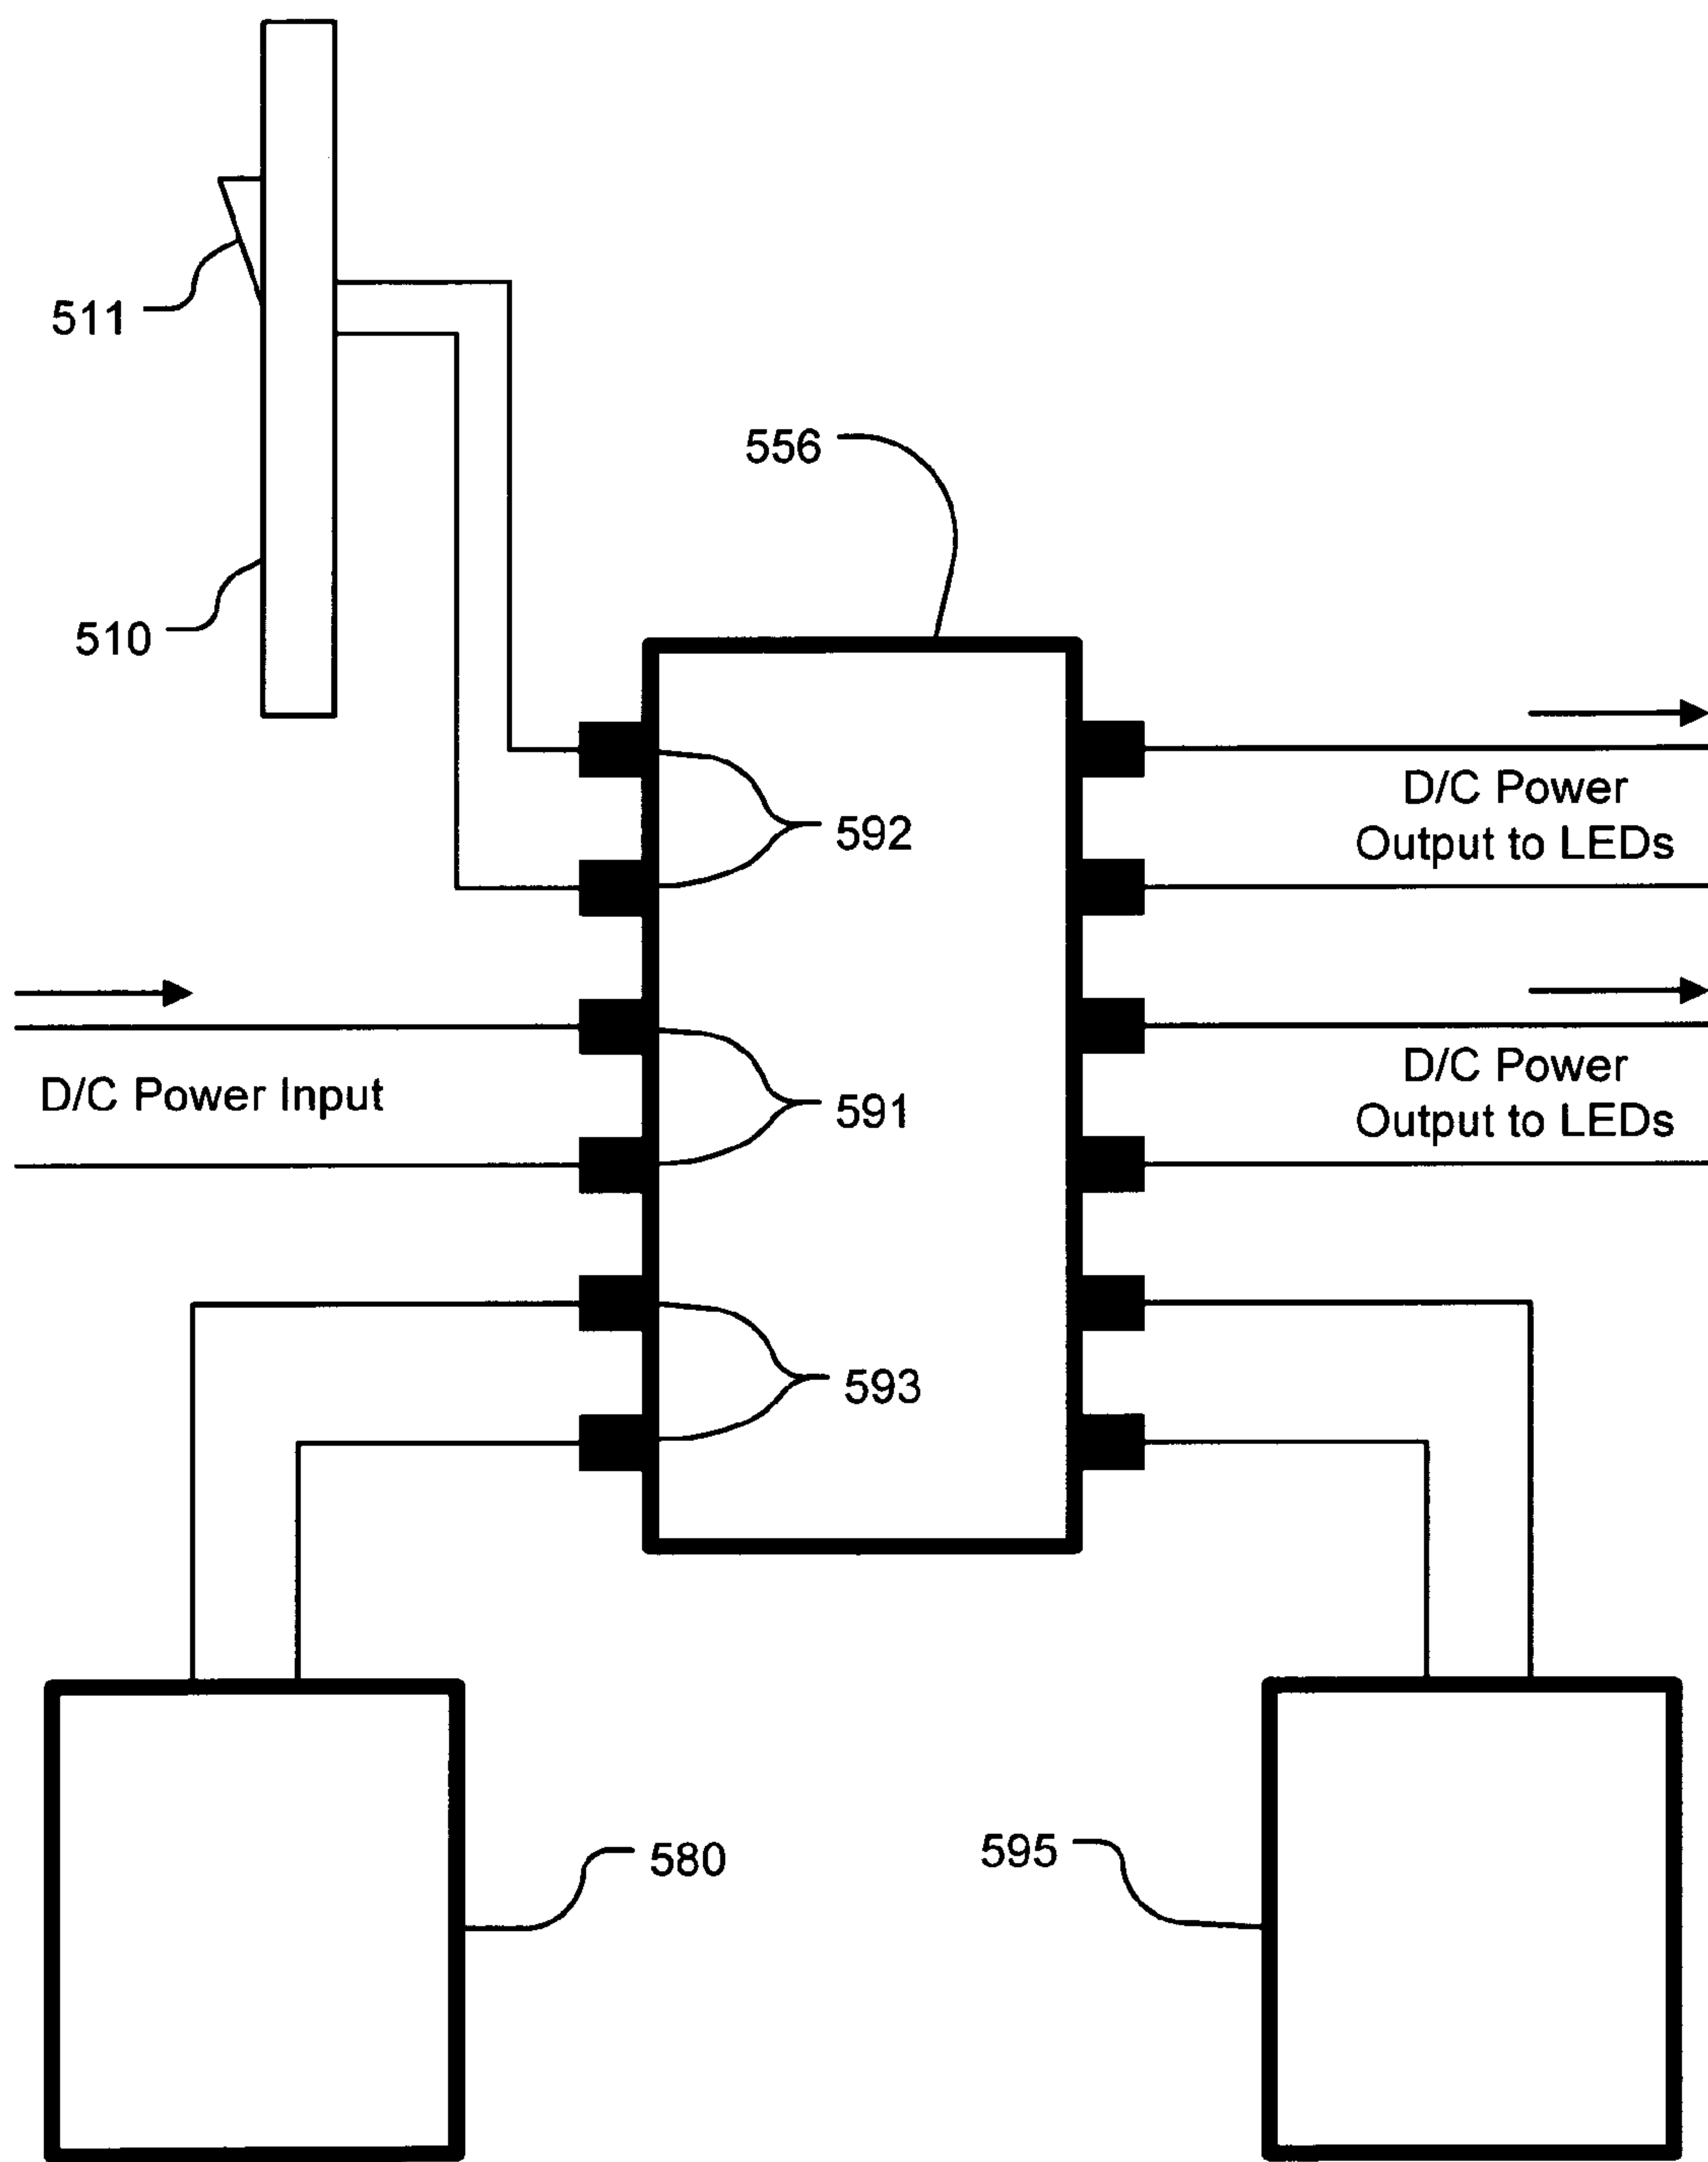 511
556
510
592
D/C Power
Output to LEDs
D/C Power Input
591
D/C Power
Output to LEDs
593
580
595